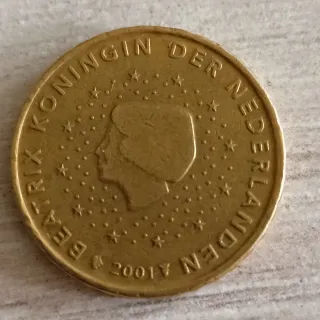 BEATRIX KONINGIN DER NEDERLANDEN
2001